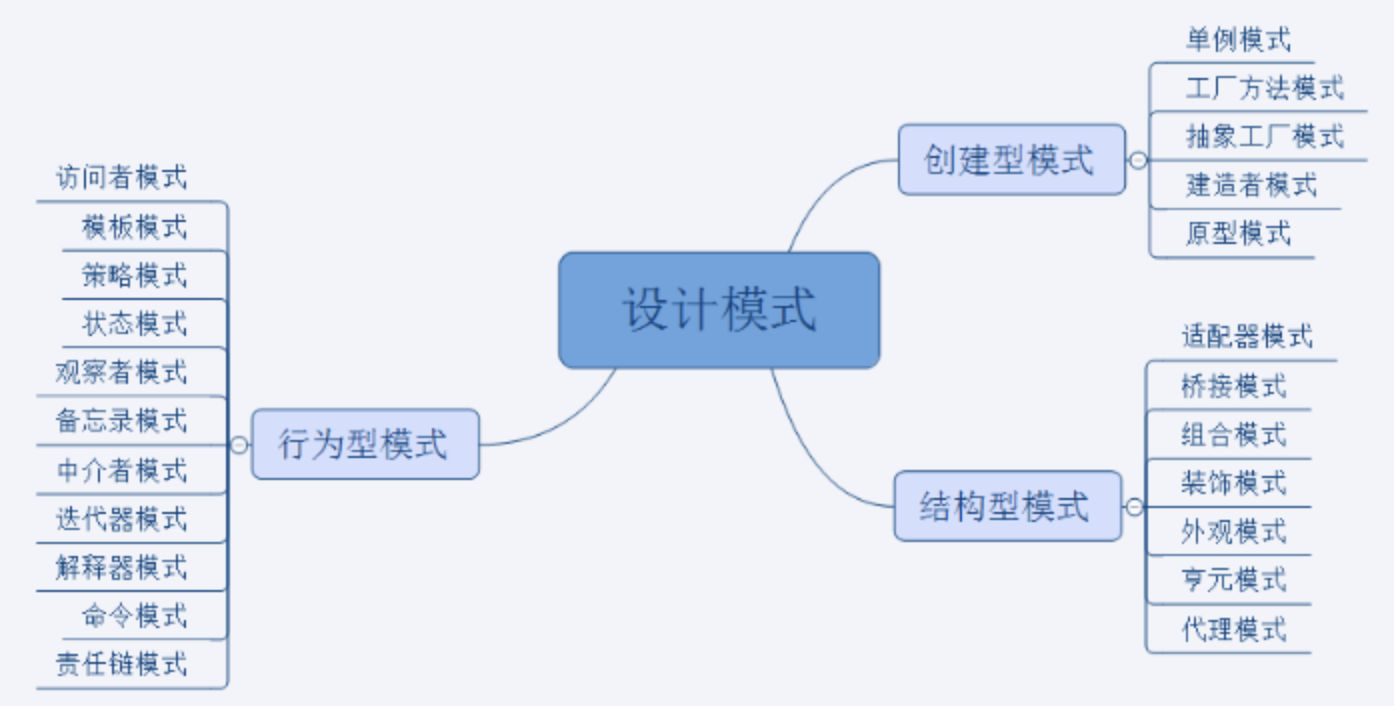 设计模式
创建型模式
单例模式
工厂方法模式
抽象工厂模式
建造者模式
原型模式
结构型模式
适配器模式
桥接模式
组合模式
装饰模式
外观模式
亨元模式
代理模式
行为型模式
访问者模式
模板模式
策略模式
状态模式
观察者模式
备忘录模式
中介者模式
迭代器模式
解释器模式
命令模式
责任链模式